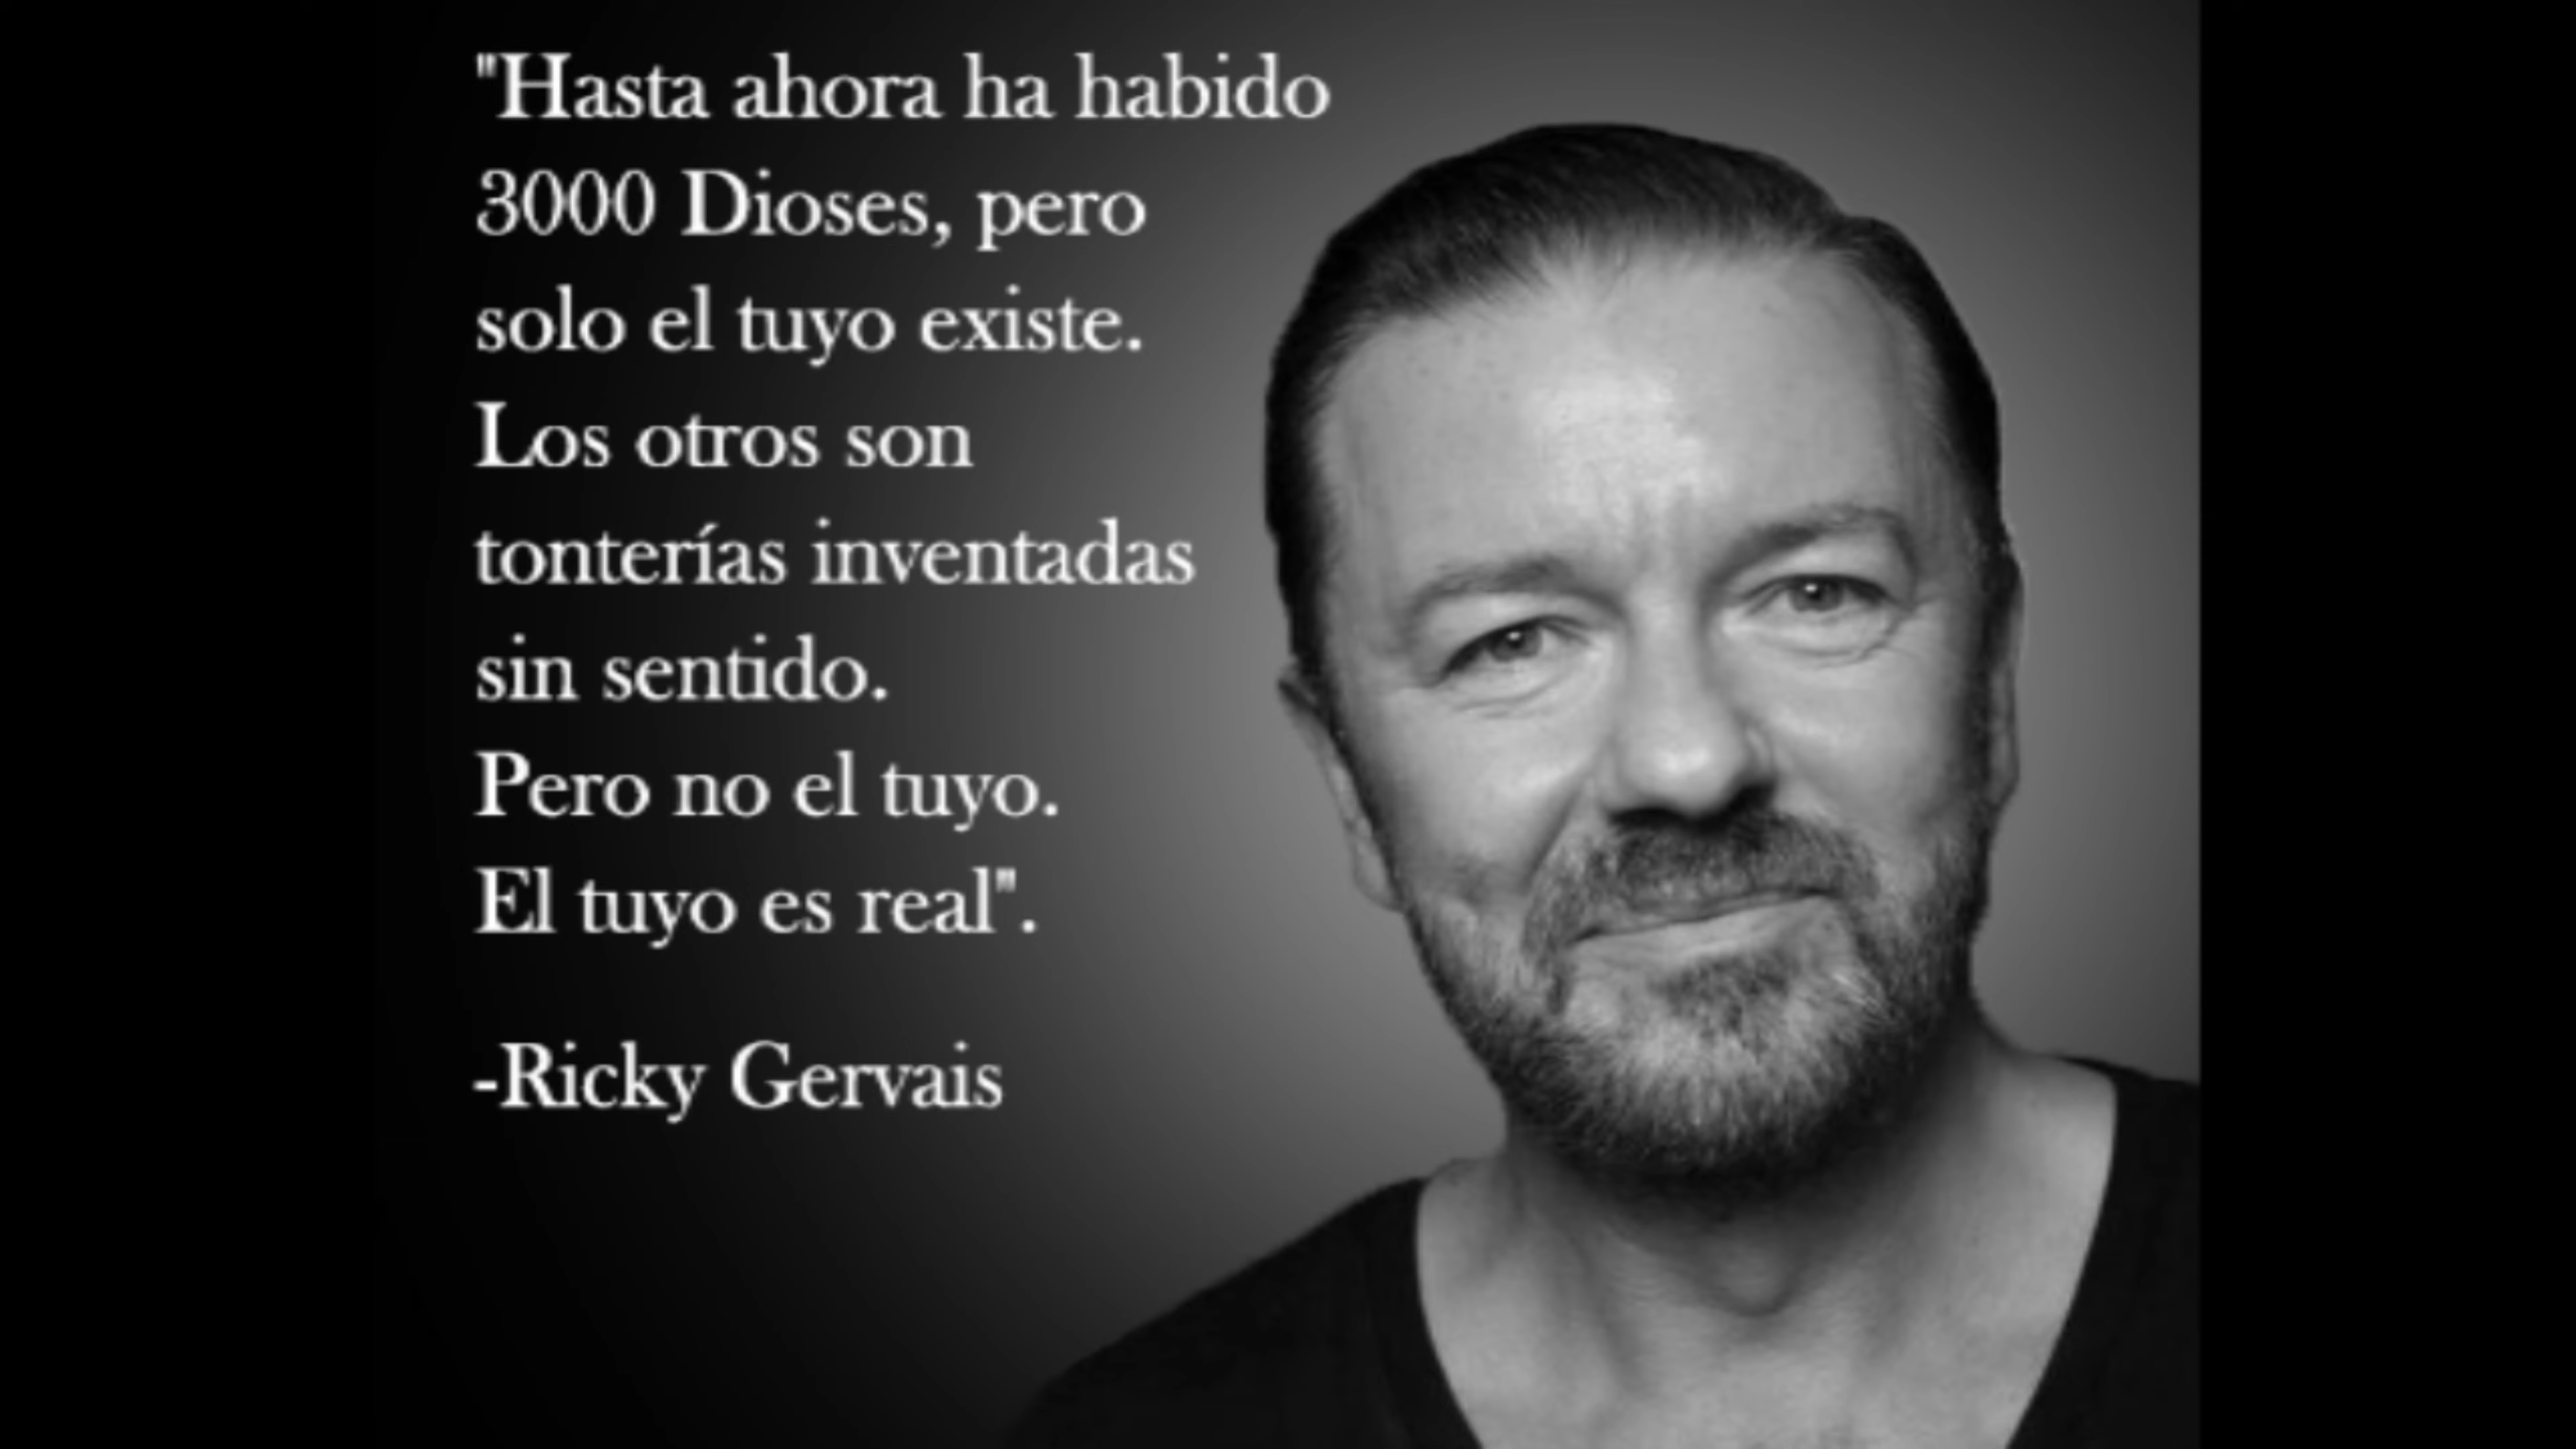 "Hasta ahora ha habido
3000 Dioses, pero
solo el tuyo existe.
Los otros son
tonterías inventadas
sin sentido.
Pero no el tuyo.
El tuyo es real".
-Ricky Gervais